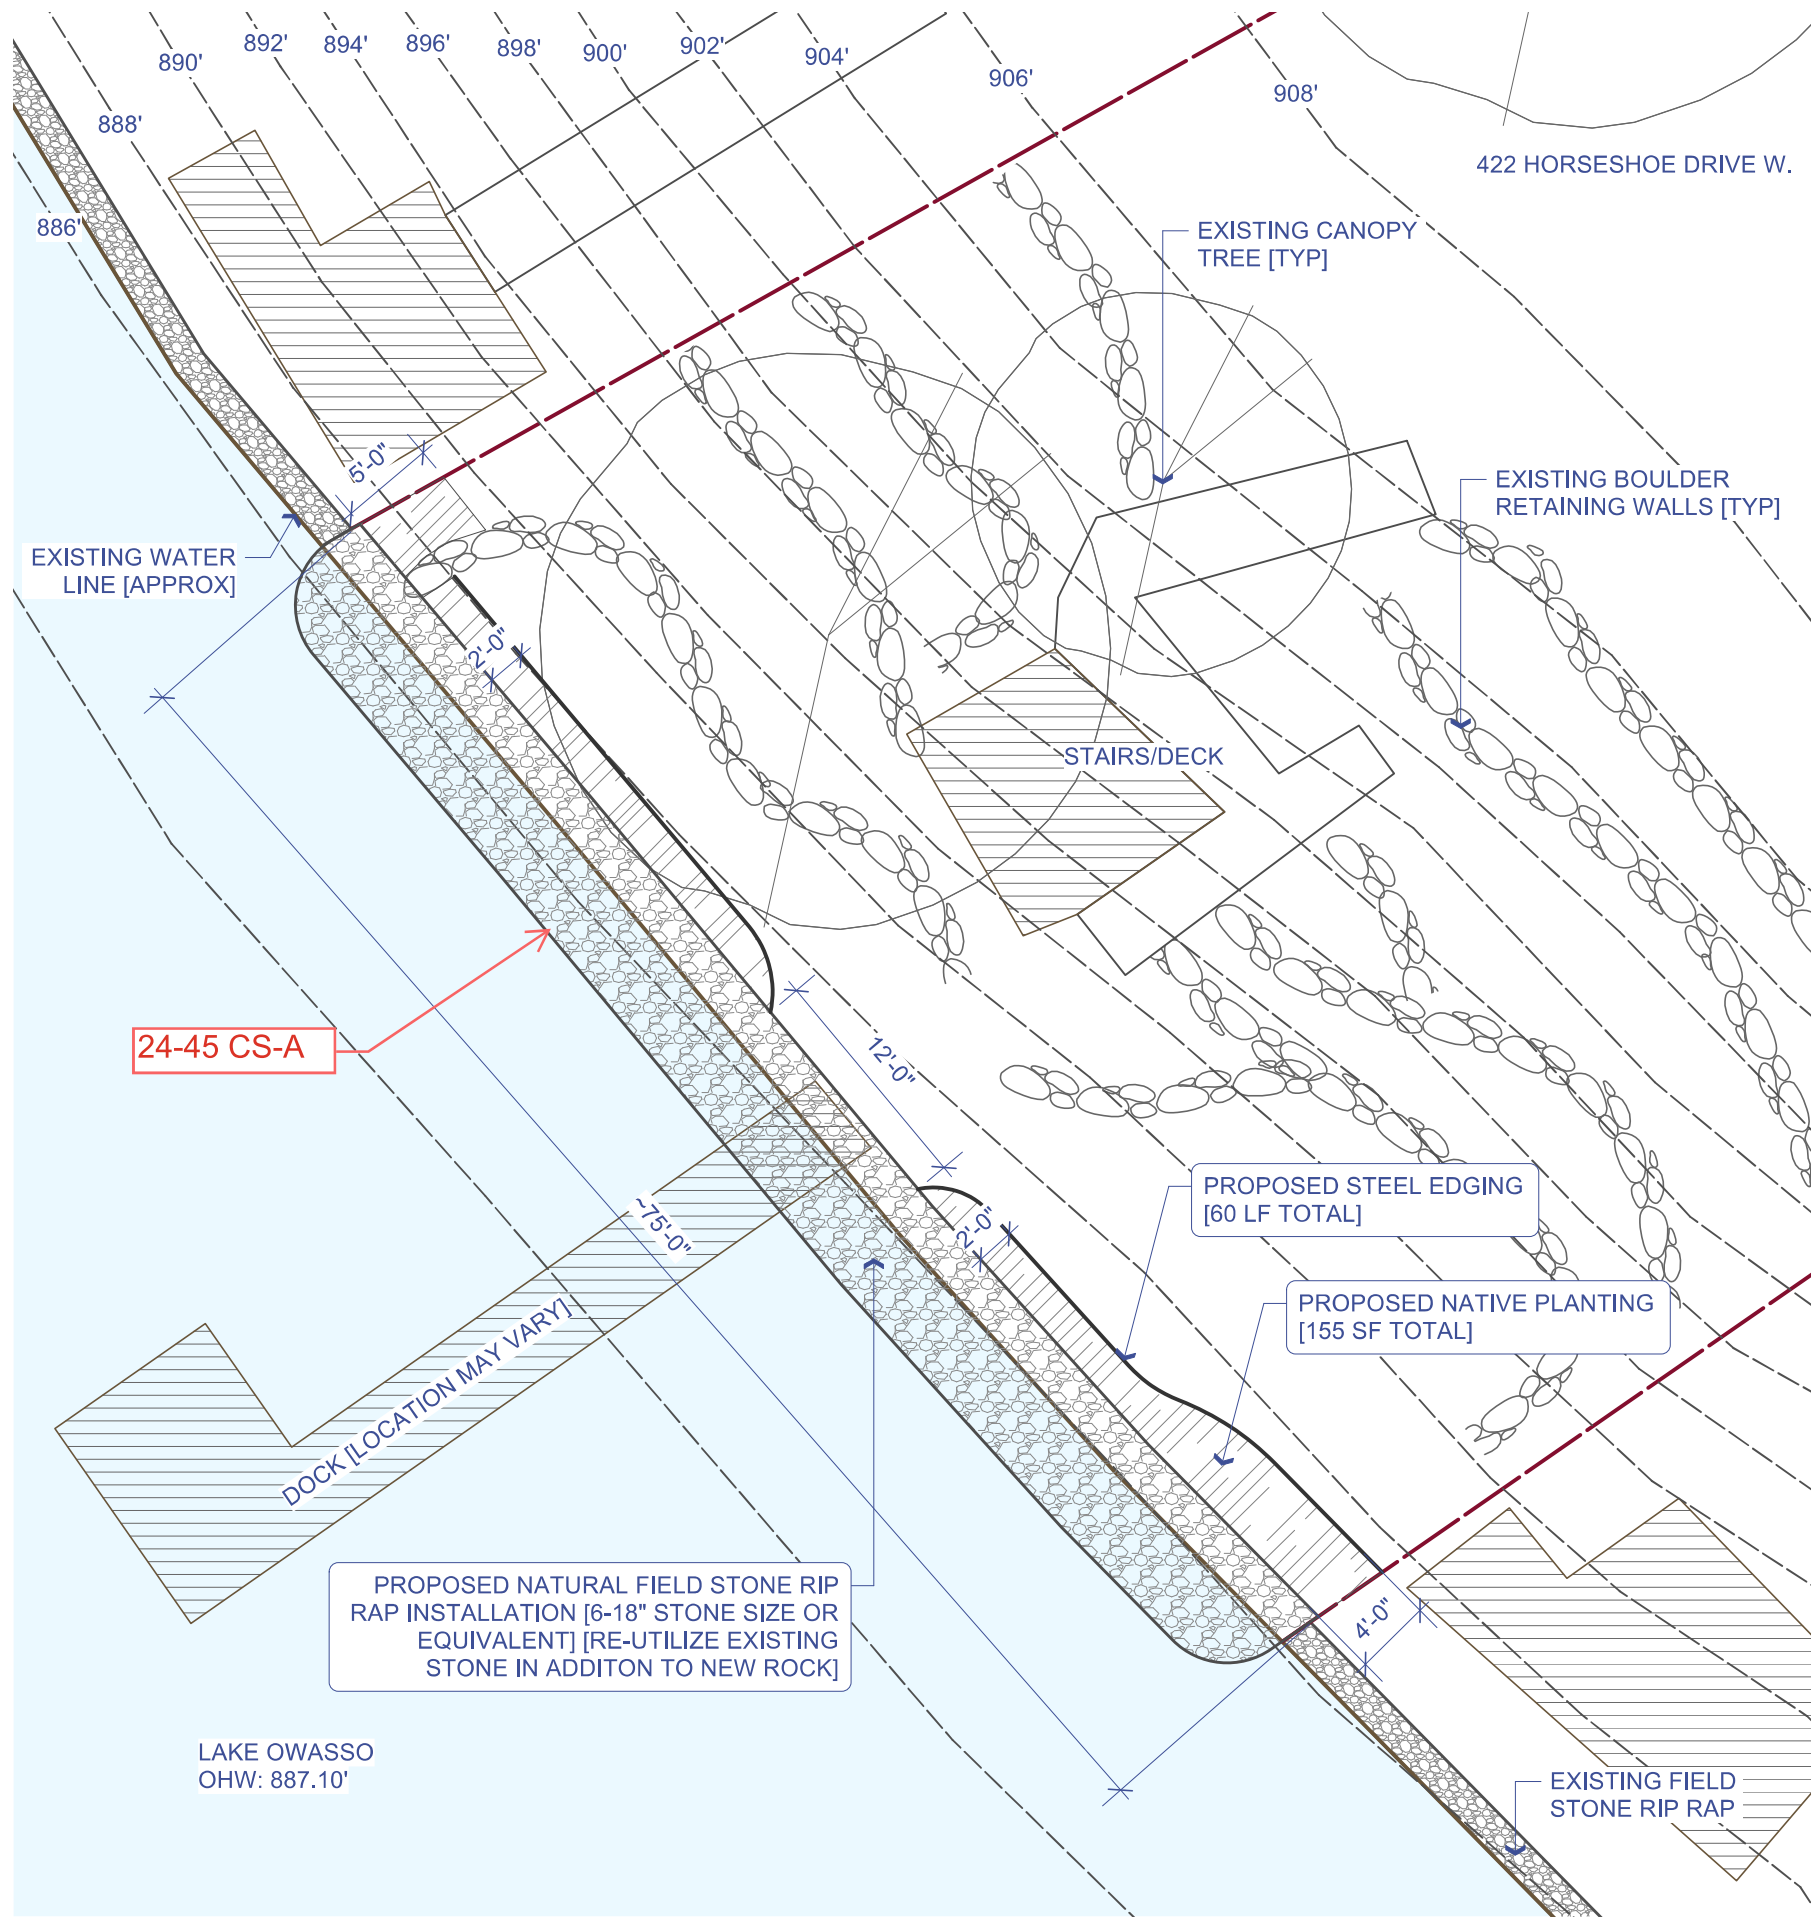 892'
894'
896'
898'
900'
902'
904'
906'
908'
890'
888'
886'
422 HORSESHOE DRIVE W.
EXISTING CANOPY
TREE [TYP]
5'-0"
EXISTING BOULDER
RETAINING WALLS [TYP]
EXISTING WATER
LINE [APPROX]
2'-0"
STAIRS/DECK
24-45 CS-A
12'-0"
PROPOSED STEEL EDGING
[60 LF TOTAL]
~75'-0"
2'-0"
PROPOSED NATIVE PLANTING
[155 SF TOTAL]
DOCK [LOCATION MAY VARY]
PROPOSED NATURAL FIELD STONE RIP
RAP INSTALLATION [6-18" STONE SIZE OR
EQUIVALENT] [RE-UTILIZE EXISTING
STONE IN ADDITON TO NEW ROCK]
4'-0"
LAKE OWASSO
OHW: 887.10'
EXISTING FIELD
STONE RIP RAP